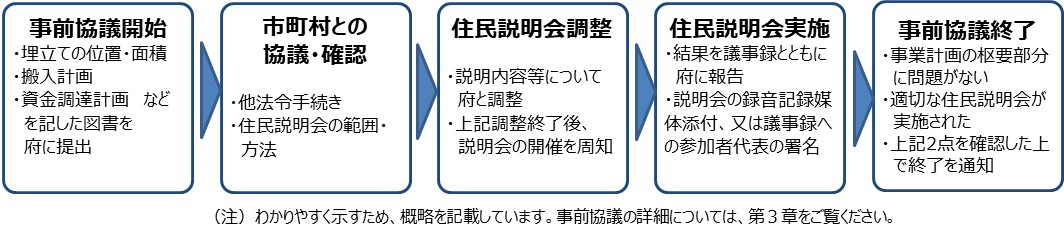 事前協議開始
・埋立ての位置・面積
・搬入計画
・資金調達計画　など
を記した図書を
府に提出
市町村との
協議・確認
・他法令手続き
・住民説明会の範囲・
方法
住民説明会調整
・説明内容等について
府と調整
・上記調整終了後、
説明会の開催を周知
住民説明会実施
・結果を議事録とともに
府に報告
・説明会の録音記録媒
体添付、又は議事録へ
の参加者代表の署名
事前協議終了
・事業計画の枢要部分
に問題がない
・適切な住民説明会が
実施された
・上記2点を確認した上
で終了を通知
（注）わかりやすく示すため、概略を記載しています。事前協議の詳細については、第３章をご覧ください。